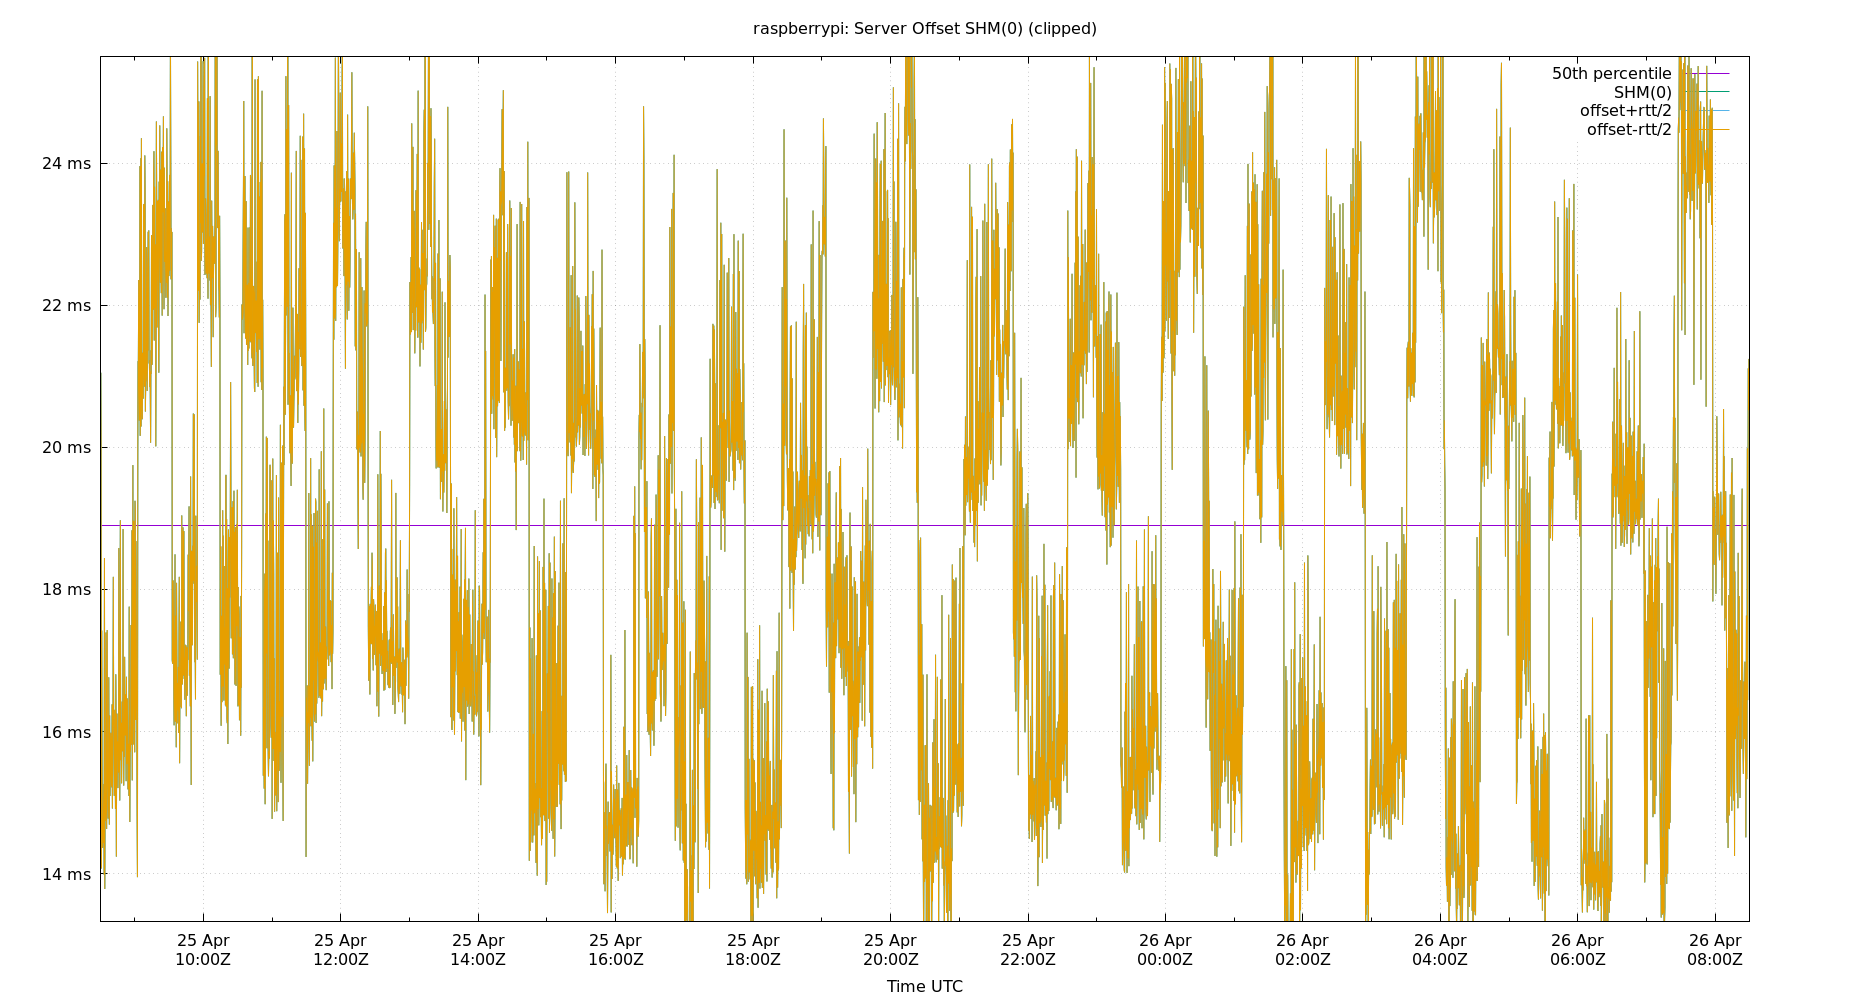 raspberrypi: Server Offset SHM(0) (clipped)
50th percentile
SHM(0)
offset+rtt/2
offset-rtt/2
24 ms
22 ms
20 ms
18 ms
16 ms
14 ms
25 Apr 25 Apr 25 Apr 25 Apr 25 Apr 25 Apr 25 Apr 26 Apr 26 Apr 26 Apr 26 Apr 26 Apr
10:00Z 12:00Z 14:00Z 16:00Z 18:00Z 20:00Z 22:00Z 00:00Z 02:00Z 04:00Z 06:00Z 08:00Z
Time UTC